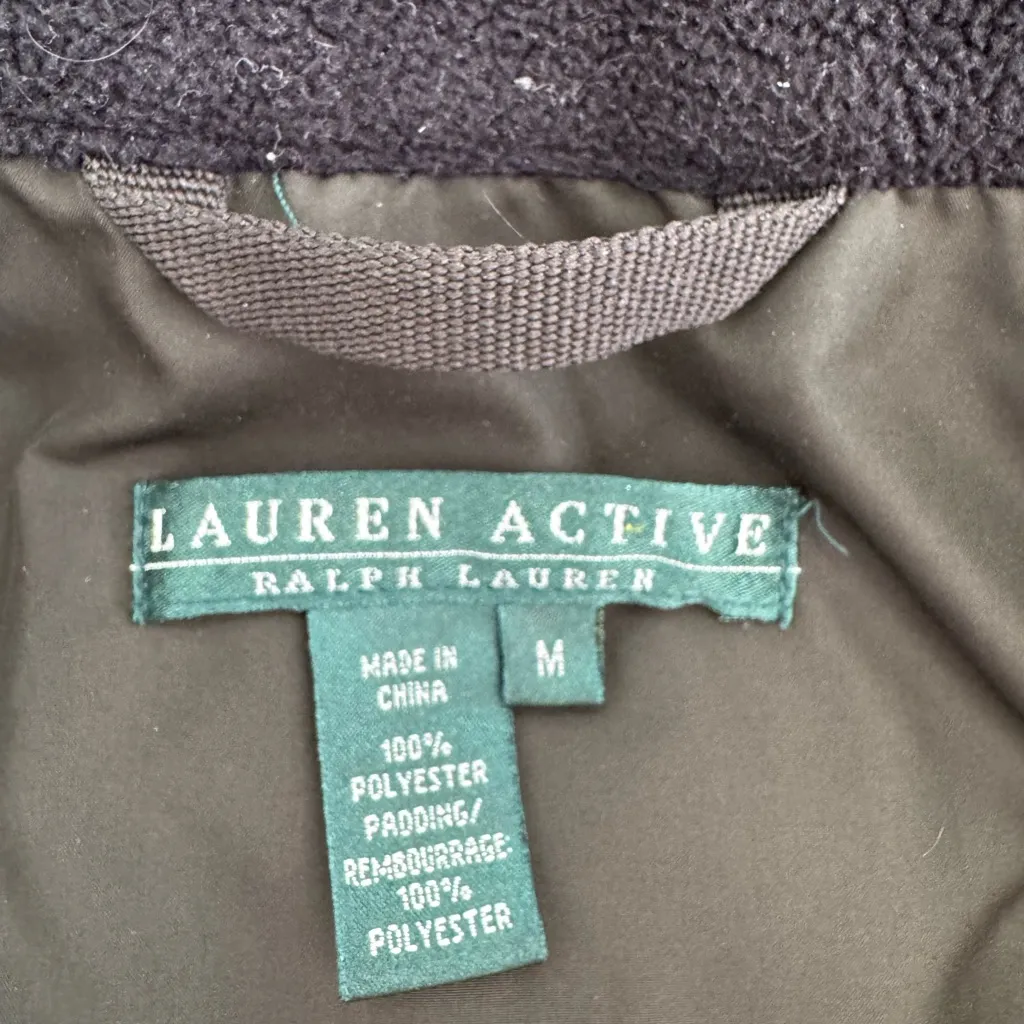 LAUREN ACTIVE
RALPH LAUREN
M
MADE IN
CHINA
100%
POLYESTER
PADDING/
REMBOURRAGE:
100%
POLYESTER